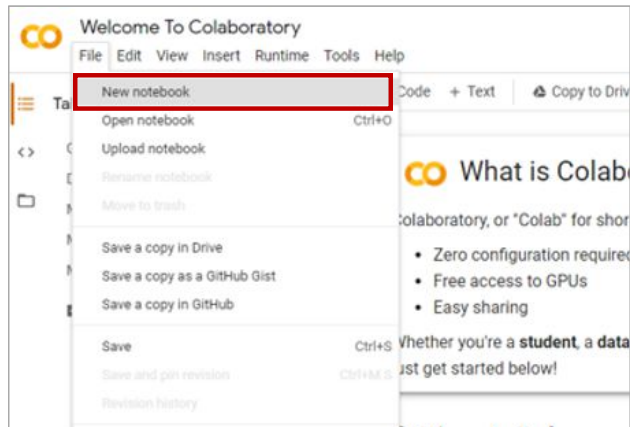 Welcome To Colaboratory
File Edit View Insert Runtime Tools Help
Code + Text Copy to Driv
New notebook
Open notebook Ctrl+O
Upload notebook
Rename notebook
Move to trash
Save a copy in Drive
Save a copy as a GitHub Gist
Save a copy in GitHub
Save Ctrl+S
Save and pin revision Ctrl+M S
Revision history
What is Colab
olaboratory, or "Colab" for shor
• Zero configuration required
• Free access to GPUs
• Easy sharing
Whether you're a student, a data
ust get started below!